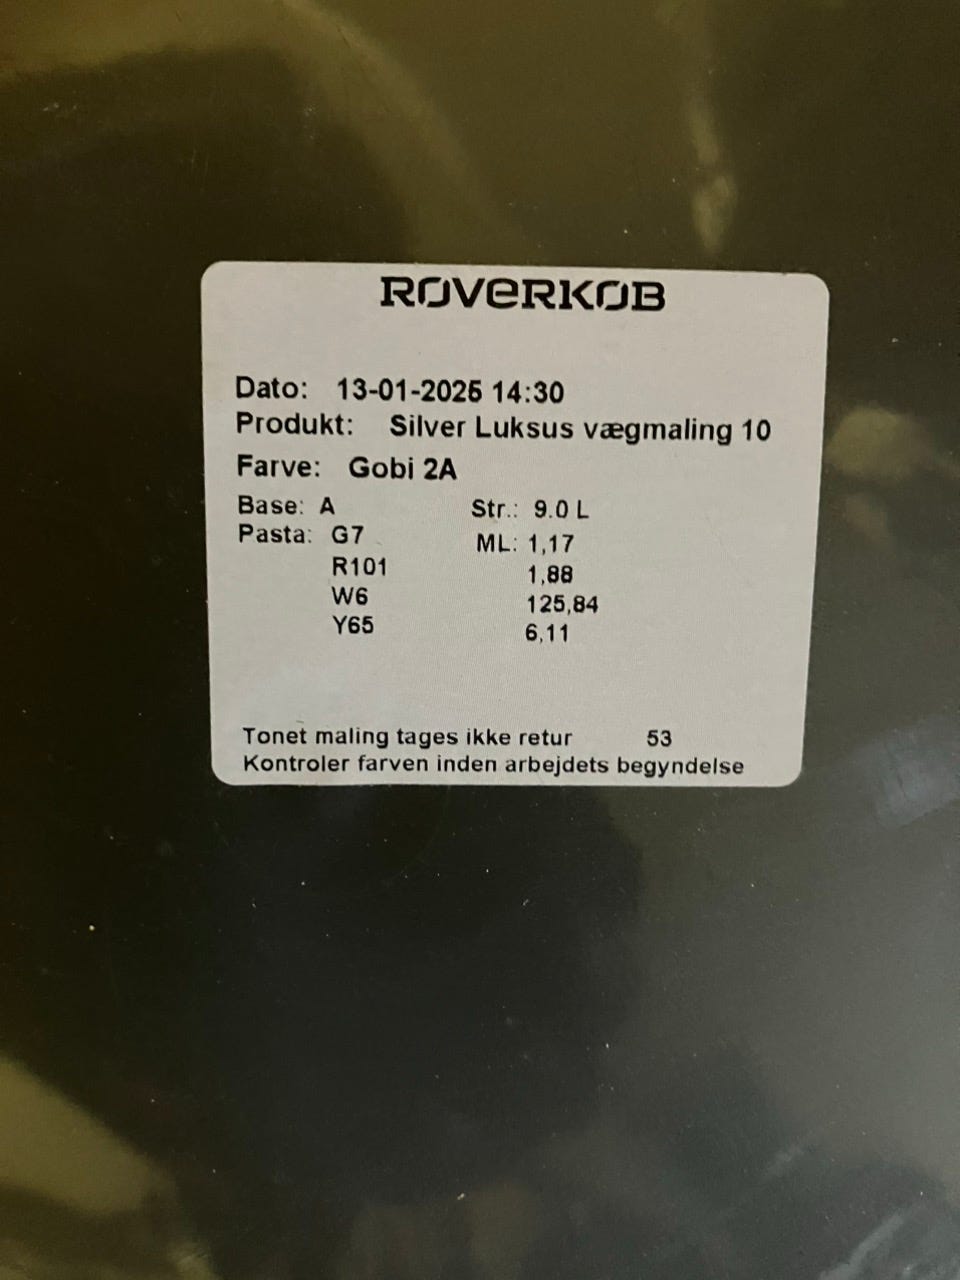 RØVERKØB
Dato: 13-01-2025 14:30
Produkt: Silver Luksus vægmaling 10
Farve: Gobi 2A
Base: A Str.: 9.0 L
Pasta: G7 ML: 1,17
R101 1,88
W6 125,84
Y65 6,11
Tonet maling tages ikke retur 53
Kontroler farven inden arbejdets begyndelse